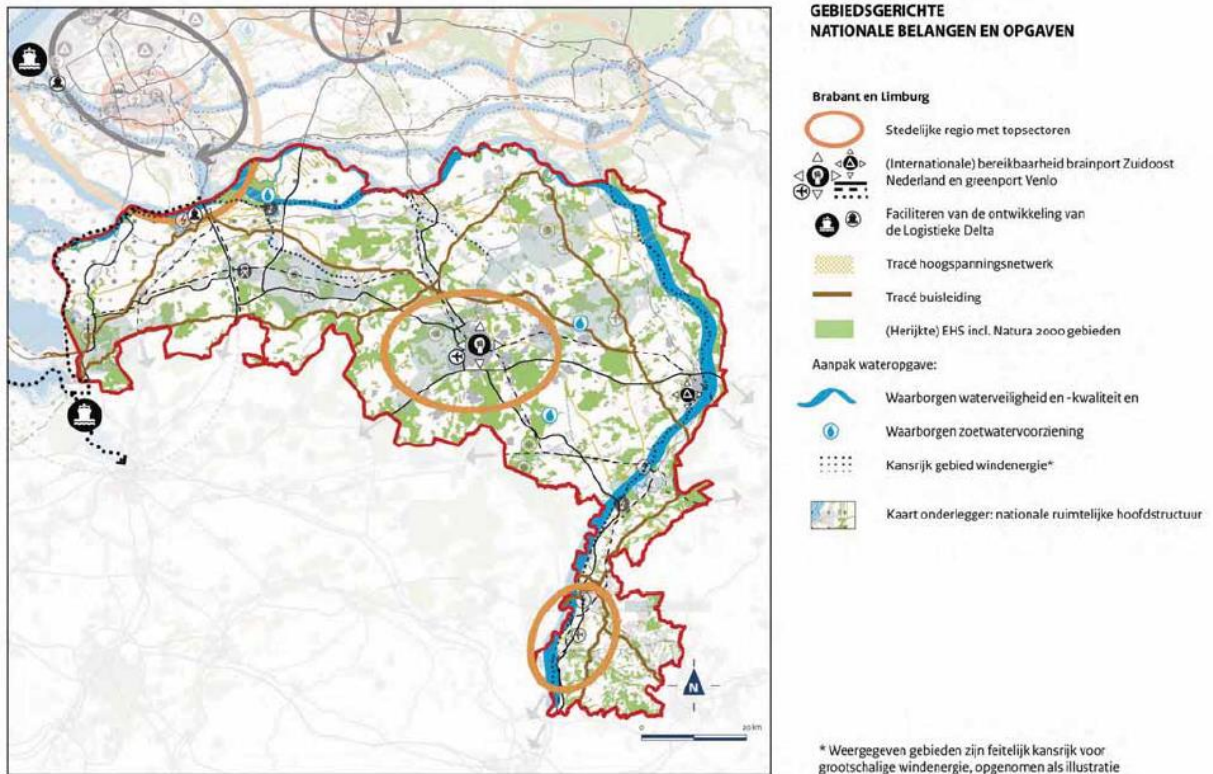 GEBIEDSGERICHTE
NATIONALE BELANGEN EN OPGAVEN
Brabant en Limburg
Stedelijke regio met topsectoren
(Internationale) bereikbaarheid brainport Zuidoost
Nederland en greenport Venlo
Faciliteren van de ontwikkeling van
de Logistieke Delta
Tracé hoogspanningsnetwerk
Tracé buisleiding
(Herijkte) EHS incl. Natura 2000 gebieden
Aanpak wateropgave:
Waarborgen waterveiligheid en -kwaliteit en
Waarborgen zoetwatervoorziening
Kansrijk gebied windenergie*
Kaart onderlegger: nationale ruimtelijke hoofdstructuur
N
0 20 km
* Weergegeven gebieden zijn feitelijk kansrijk voor
grootschalige windenergie, opgenomen als illustratie